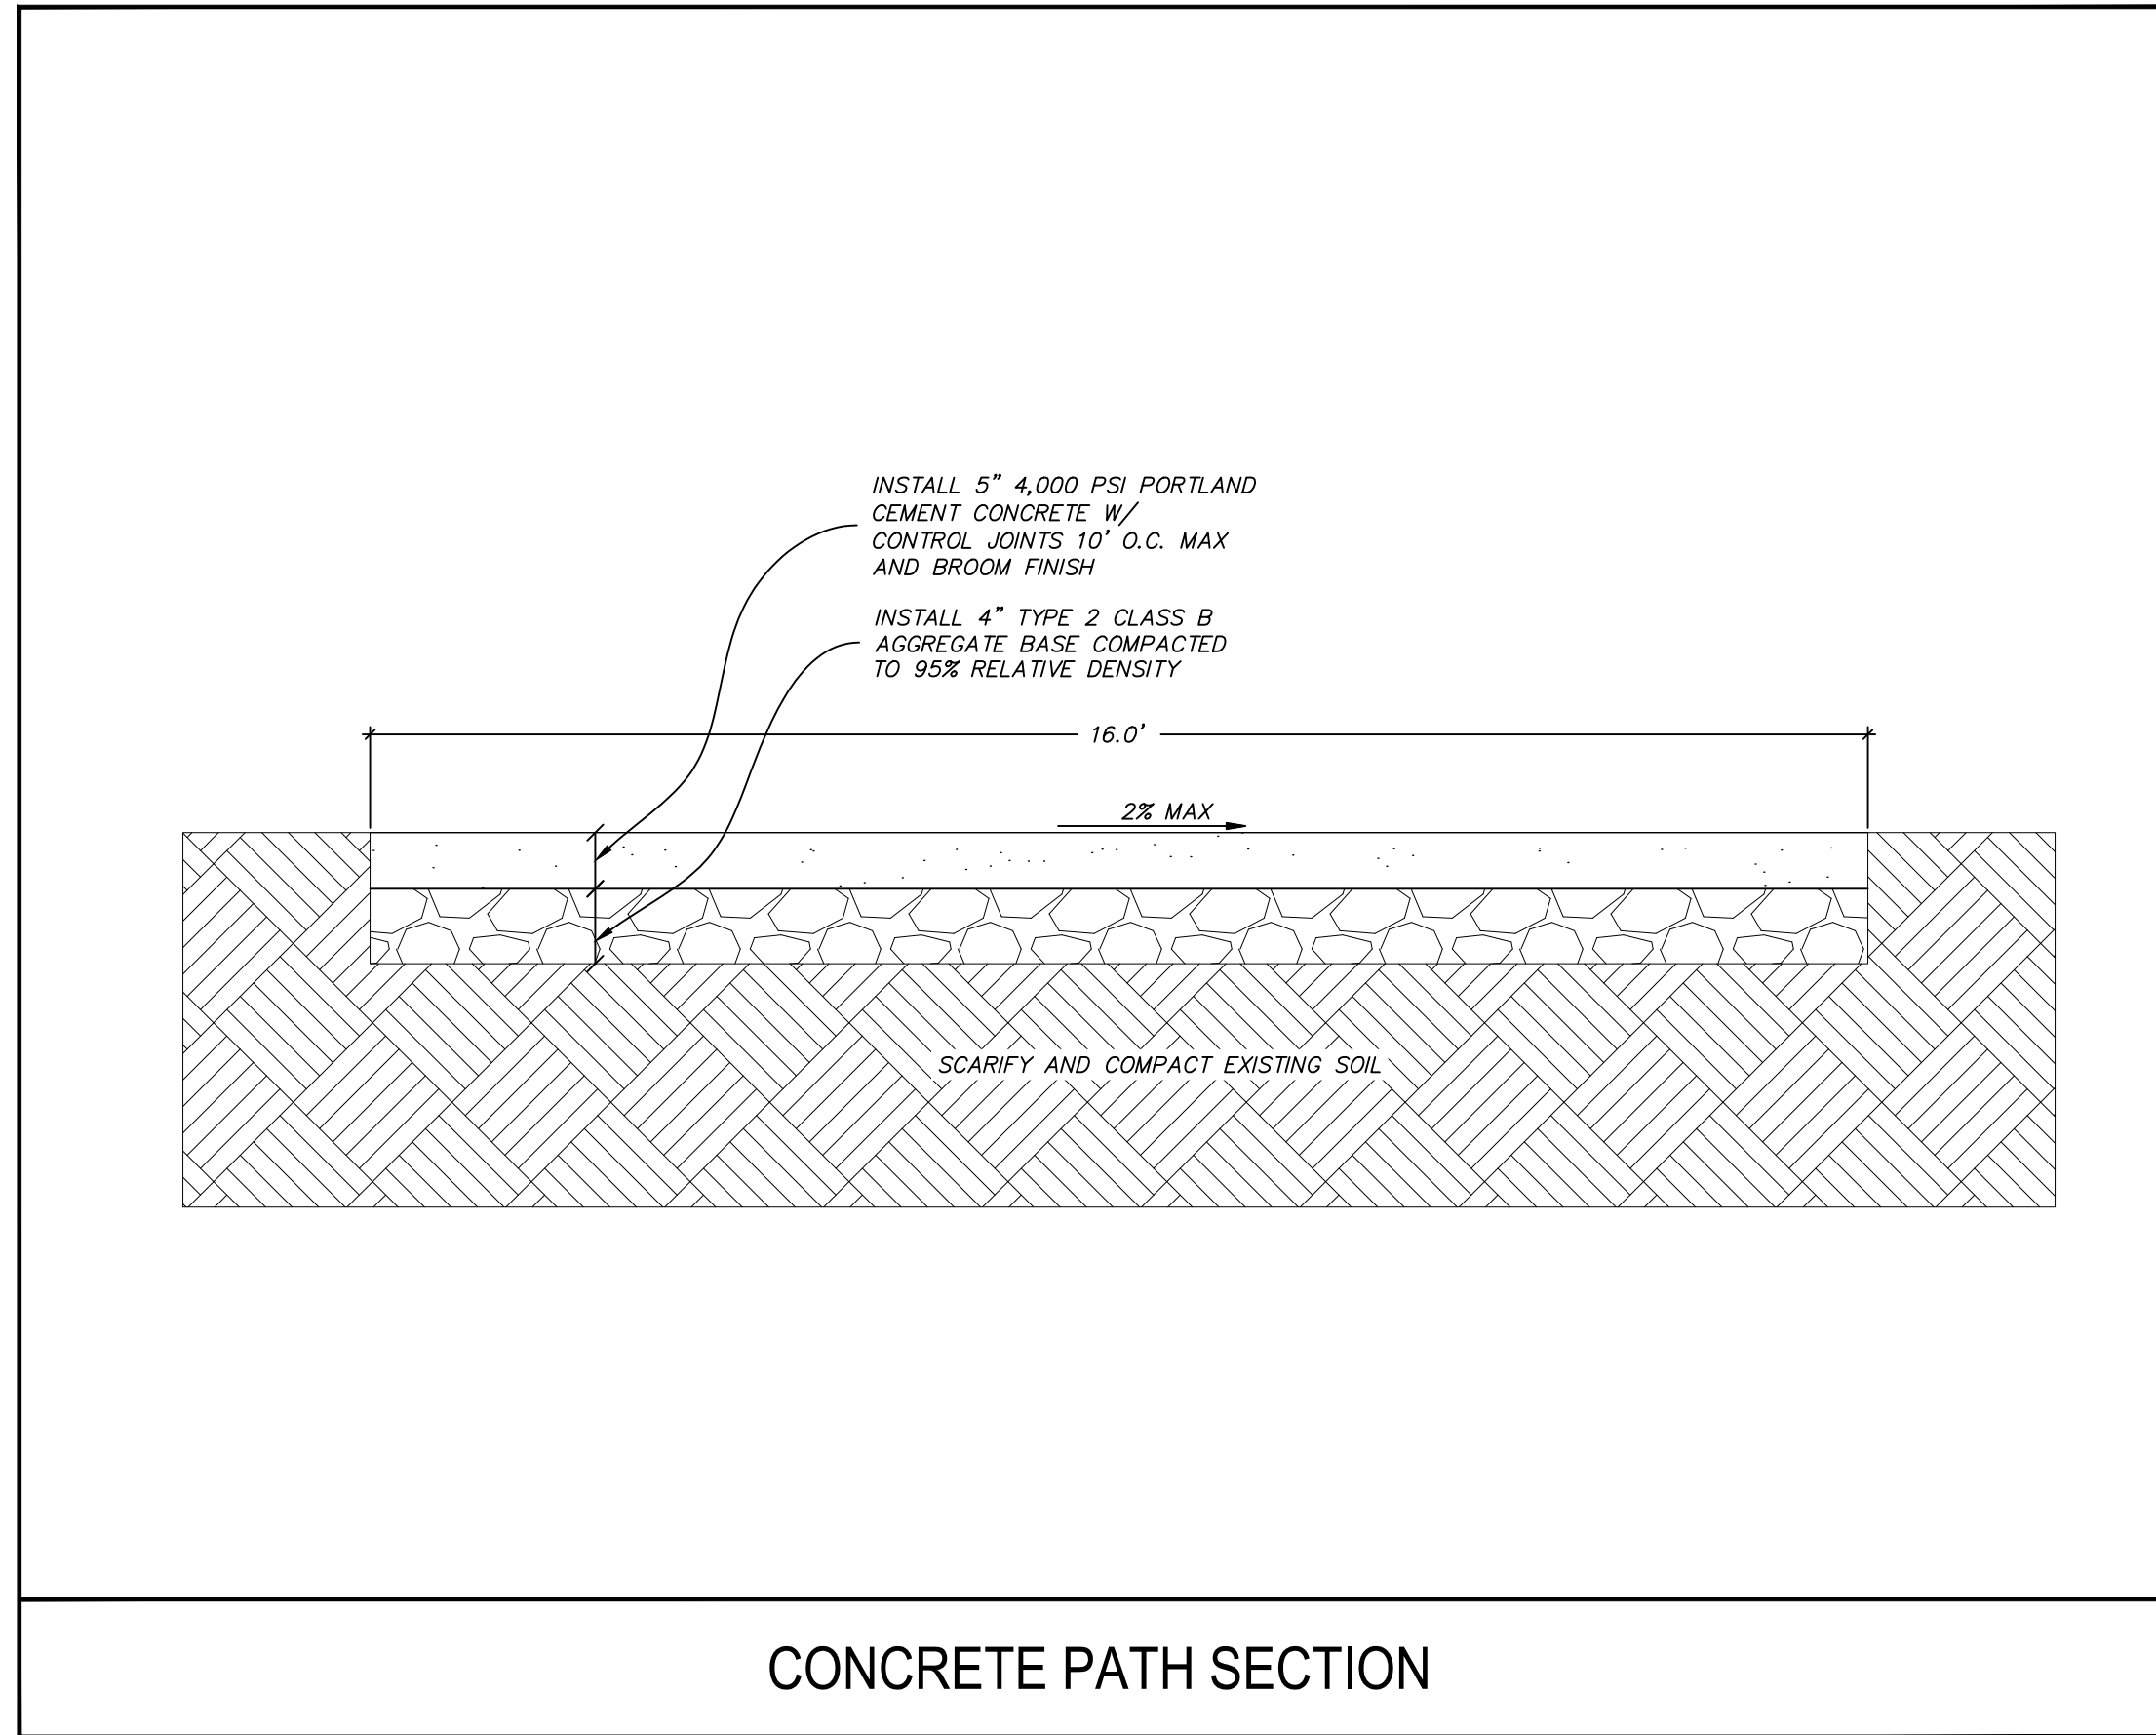 INSTALL 5" 4,000 PSI PORTLAND
CEMENT CONCRETE W/
CONTROL JOINTS 10' O.C. MAX
AND BROOM FINISH
INSTALL 4" TYPE 2 CLASS B
AGGREGATE BASE COMPACTED
TO 95% RELATIVE DENSITY
16.0'
2% MAX
SCARIFY AND COMPACT EXISTING SOIL
CONCRETE PATH SECTION